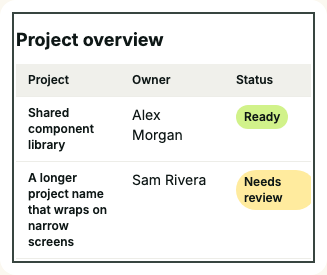 Project overview
Project Owner Status
Shared
component
library
Alex
Morgan
Ready
A longer
project name
that wraps on
narrow
screens
Sam Rivera
Needs
review